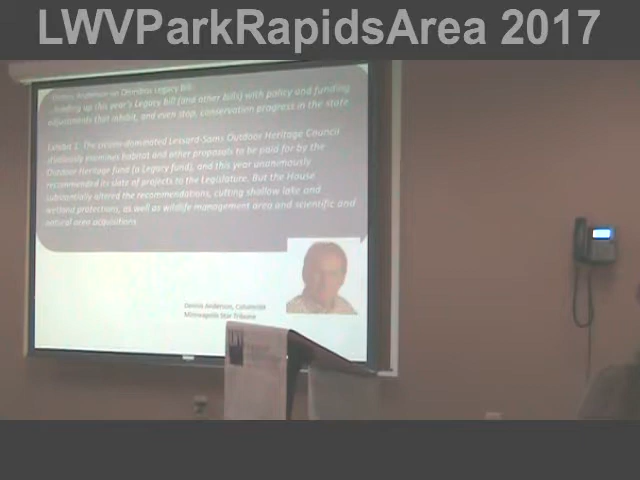 LWVParkRapidsArea 2017
Dennis Anderson on Omnibus Legacy Bill:
loading up this year's Legacy bill (and other bills) with policy and funding
adjustments that inhibit, and even stop, conservation progress in the state.
Exhibit 1: The citizen-dominated Lessard-Sams Outdoor Heritage Council
studiously examines habitat and other proposals to be paid for by the
Outdoor Heritage fund (a Legacy fund), and this year unanimously
recommended its slate of projects to the Legislature. But the House
substantially altered the recommendations, cutting shallow lake and
wetland protections, as well as wildlife management area and scientific and
natural area acquisitions.
Dennis Anderson, Columnist
Minneapolis Star Tribune